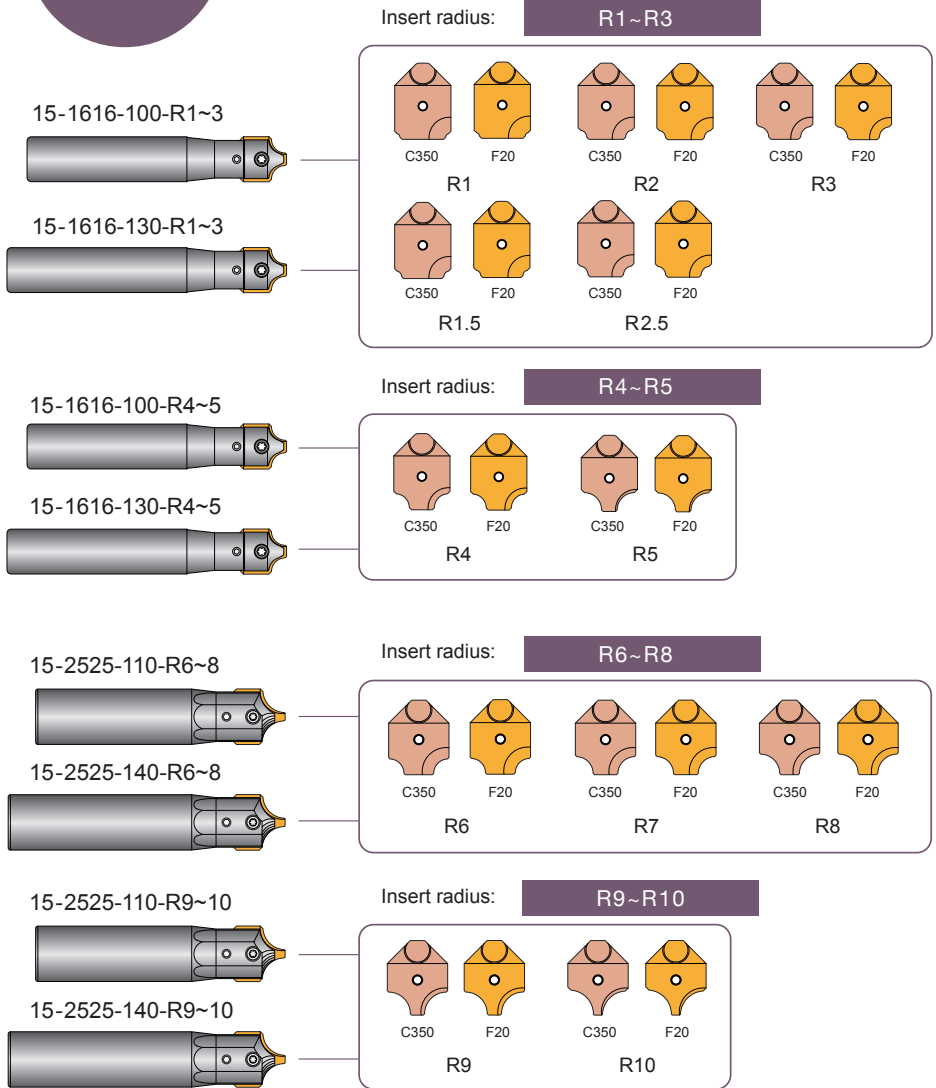 Insert radius: R1~R3
15-1616-100-R1~3
C350 F20 C350 F20 C350 F20
R1 R2 R3
15-1616-130-R1~3
C350 F20 C350 F20
R1.5 R2.5
Insert radius: R4~R5
15-1616-100-R4~5
15-1616-130-R4~5
C350 F20 C350 F20
R4 R5
Insert radius: R6~R8
15-2525-110-R6~8
15-2525-140-R6~8
C350 F20 C350 F20 C350 F20
R6 R7 R8
Insert radius: R9~R10
15-2525-110-R9~10
15-2525-140-R9~10
C350 F20 C350 F20
R9 R10